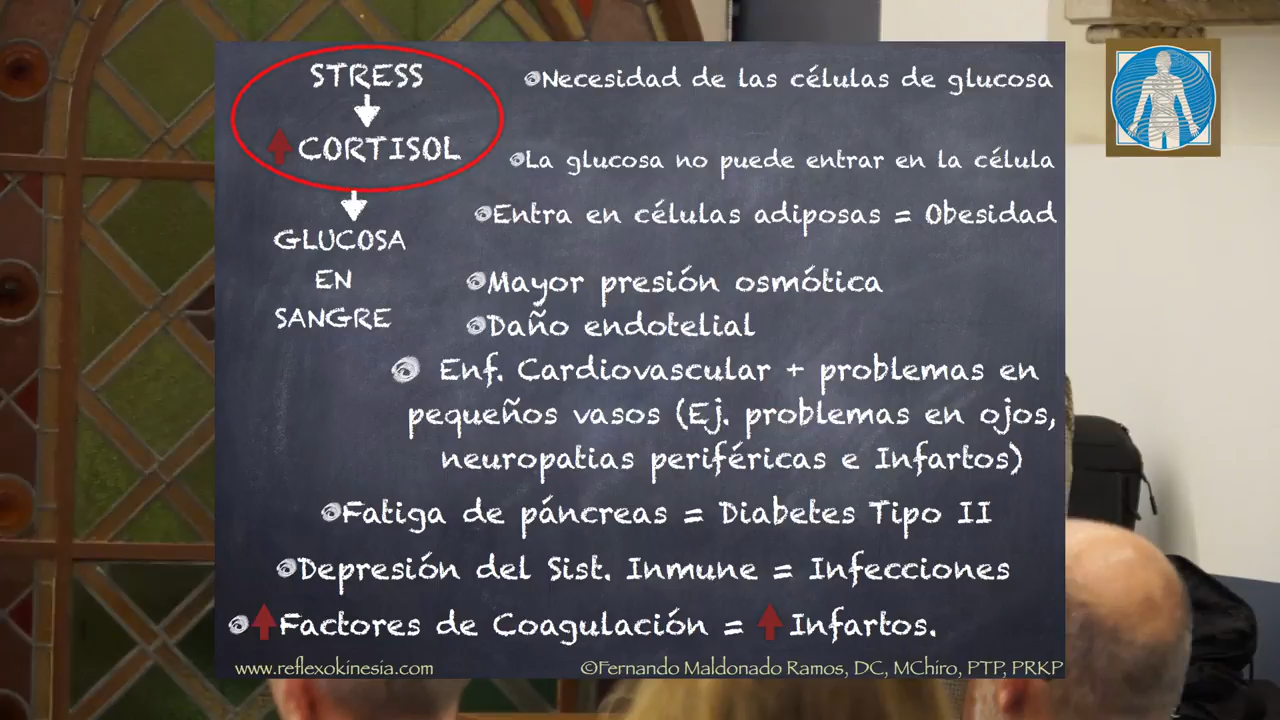 STRESS
CORTISOL
GLUCOSA
EN
SANGRE
Necesidad de las células de glucosa
La glucosa no puede entrar en la célula
Entra en células adiposas = Obesidad
Mayor presión osmótica
Daño endotelial
Enf. Cardiovascular + problemas en
pequeños vasos (Ej. problemas en ojos,
neuropatias periféricas e Infartos)
Fatiga de páncreas = Diabetes Tipo II
Depresión del Sist. Inmune = Infecciones
Factores de Coagulación = Infartos.
www.reflexokinesia.com
©Fernando Maldonado Ramos, DC, MChiro, PTP, PRKP